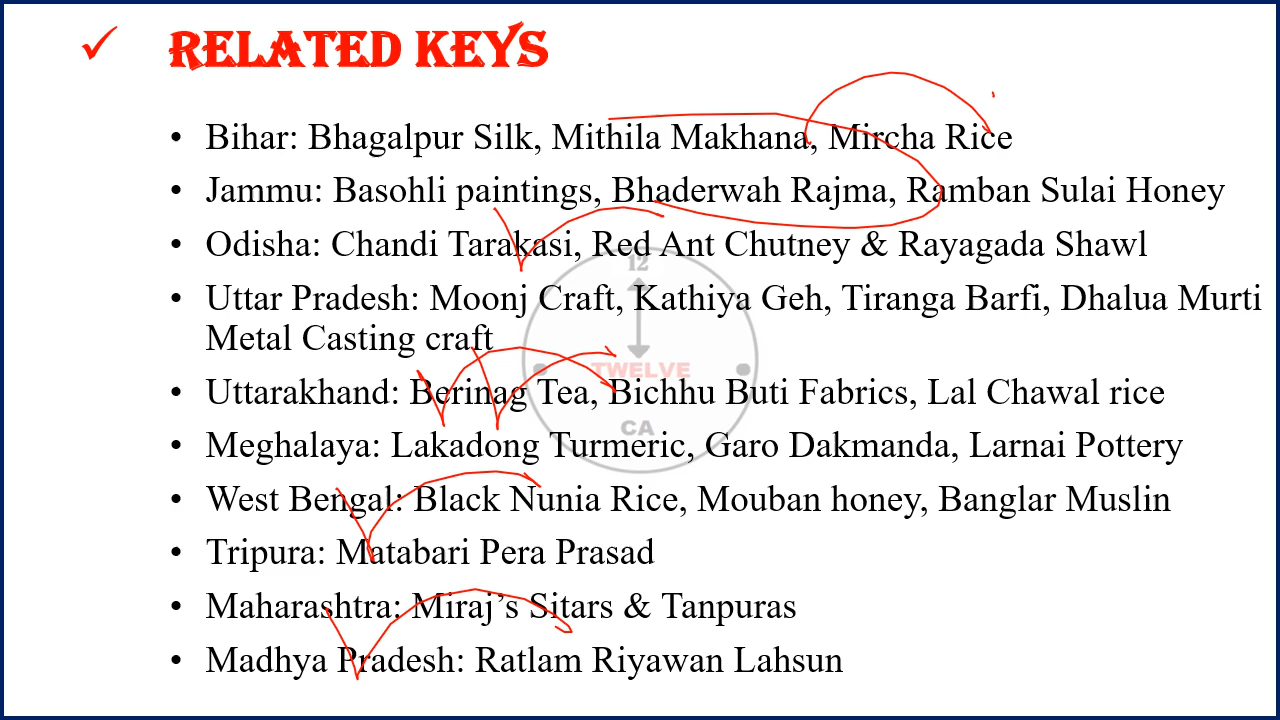 ✓ RELATED KEYS
• Bihar: Bhagalpur Silk, Mithila Makhana, Mircha Rice
• Jammu: Basohli paintings, Bhaderwah Rajma, Ramban Sulai Honey
• Odisha: Chandi Tarakasi, Red Ant Chutney & Rayagada Shawl
12
• Uttar Pradesh: Moonj Craft, Kathiya Geh, Tiranga Barfi, Dhalua Murti
Metal Casting craft
TWELVE
• Uttarakhand: Berinag Tea, Bichhu Buti Fabrics, Lal Chawal rice
CA
• Meghalaya: Lakadong Turmeric, Garo Dakmanda, Larnai Pottery
• West Bengal: Black Nunia Rice, Mouban honey, Banglar Muslin
• Tripura: Matabari Pera Prasad
• Maharashtra: Miraj’s Sitars & Tanpuras
• Madhya Pradesh: Ratlam Riyawan Lahsun